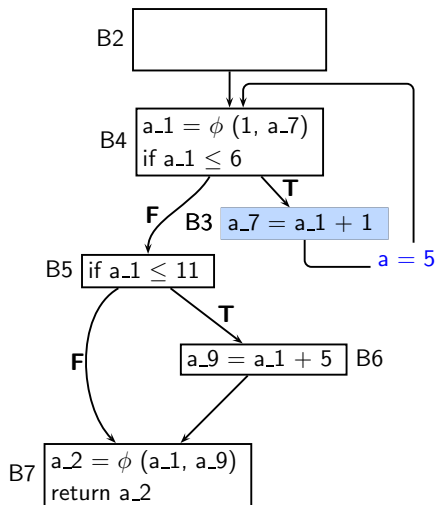 B2
B4
a_1 = ϕ (1, a_7)
if a_1 ≤ 6
T
F
B3
a_7 = a_1 + 1
a = 5
B5
if a_1 ≤ 11
T
F
a_9 = a_1 + 5
B6
B7
a_2 = ϕ (a_1, a_9)
return a_2